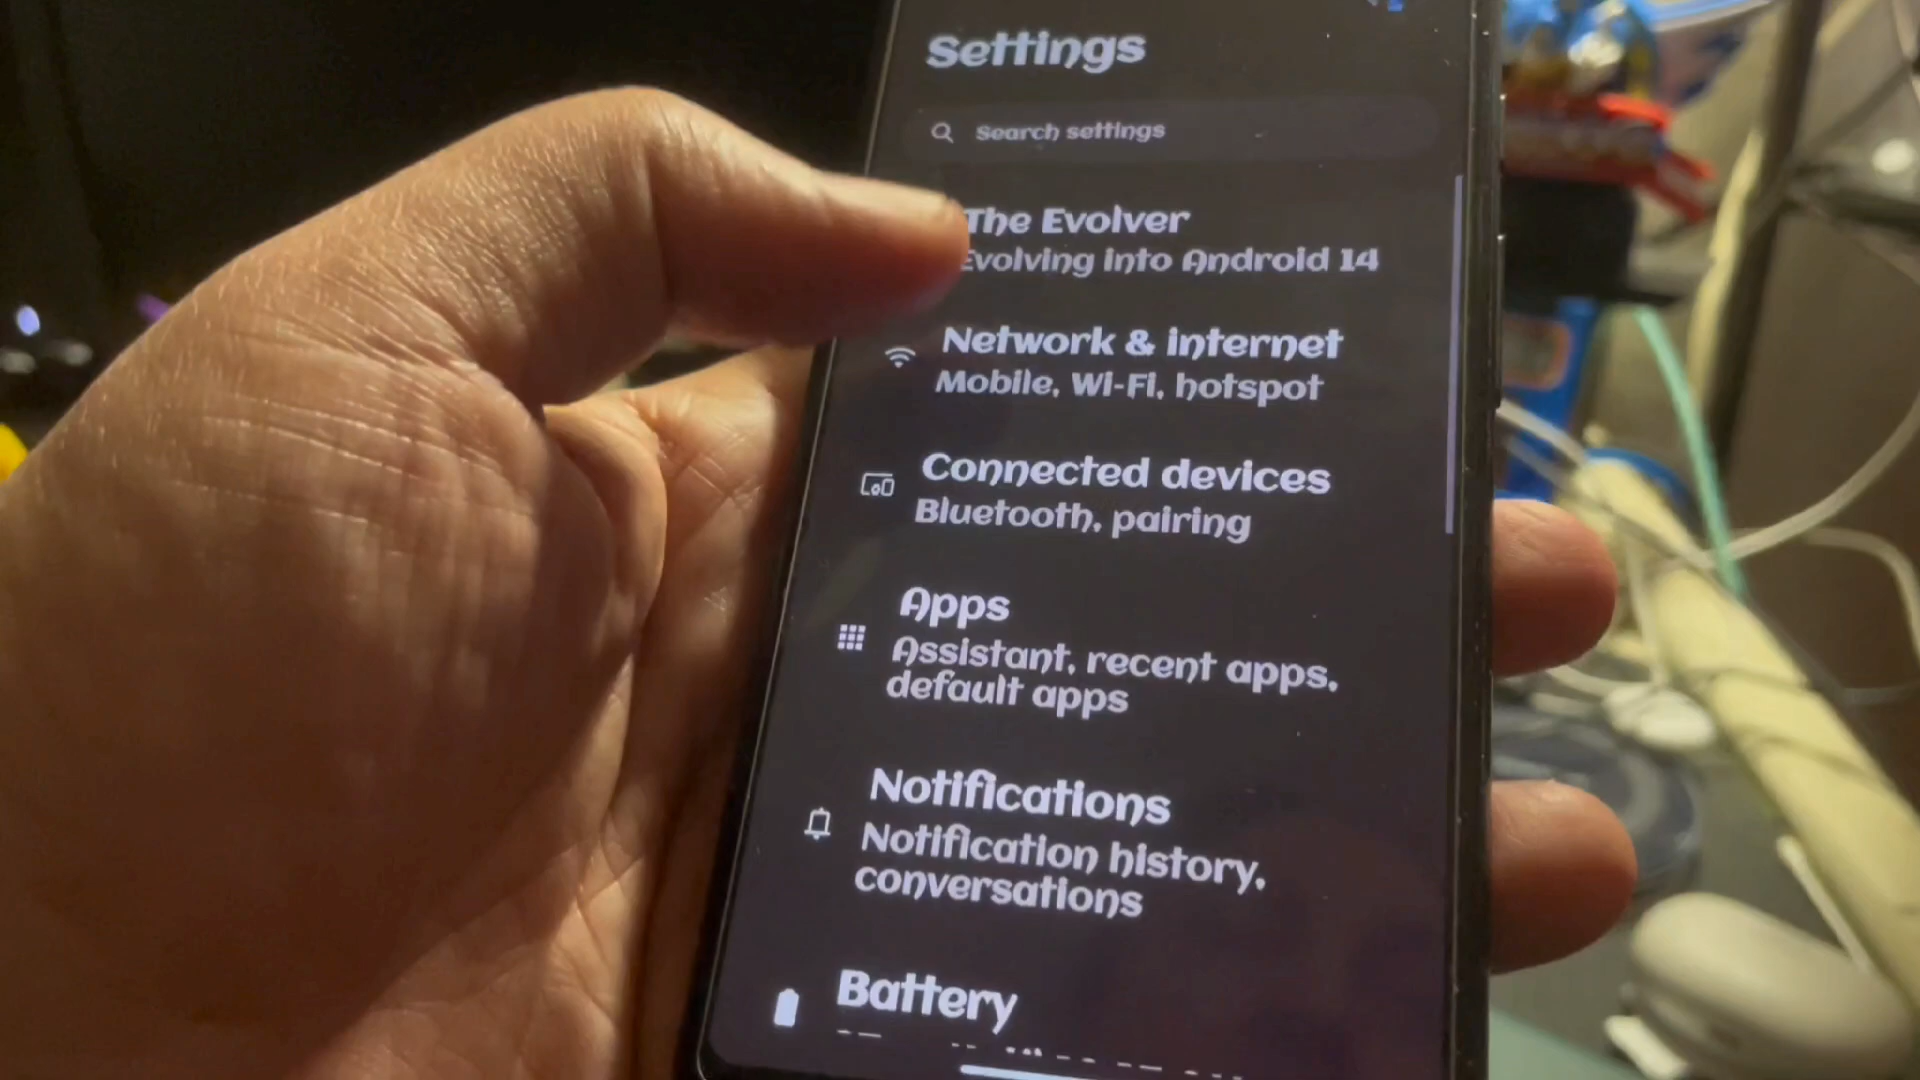 Settings
Search settings
The Evolver
Evolving into Android 14
Network & internet
Mobile, Wi-Fi, hotspot
Connected devices
Bluetooth, pairing
Apps
Assistant, recent apps,
default apps
Notifications
Notification history,
conversations
Battery